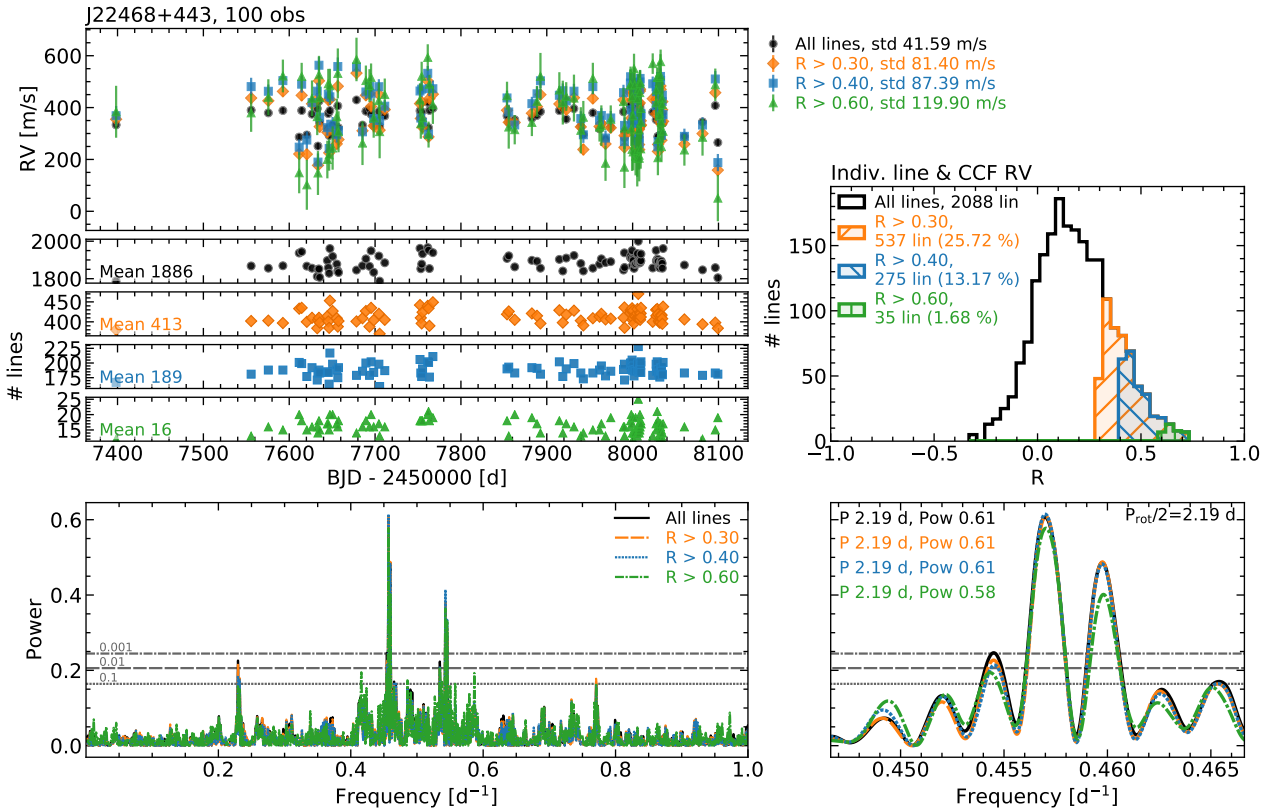 J22468+443, 100 obs
600
400
200
0
RV [m/s]
All lines, std 41.59 m/s
R > 0.30, std 81.40 m/s
R > 0.40, std 87.39 m/s
R > 0.60, std 119.90 m/s
2000
1800
Mean 1886
450
400
Mean 413
225
200
175
Mean 189
25
20
15
Mean 16
# lines
7400 7500 7600 7700 7800 7900 8000 8100
BJD - 2450000 [d]
Indiv. line & CCF RV
All lines, 2088 lin
R > 0.30,
537 lin (25.72 %)
R > 0.40,
275 lin (13.17 %)
R > 0.60,
35 lin (1.68 %)
150
100
50
0
# lines
−1.0 −0.5 0.0 0.5 1.0
R
0.6
0.4
0.2
0.0
Power
All lines
R > 0.30
R > 0.40
R > 0.60
0.001
0.01
0.1
0.2 0.4 0.6 0.8 1.0
Frequency [d⁻¹]
P 2.19 d, Pow 0.61
P 2.19 d, Pow 0.61
P 2.19 d, Pow 0.61
P 2.19 d, Pow 0.58
P_rot/2=2.19 d
0.450 0.455 0.460 0.465
Frequency [d⁻¹]